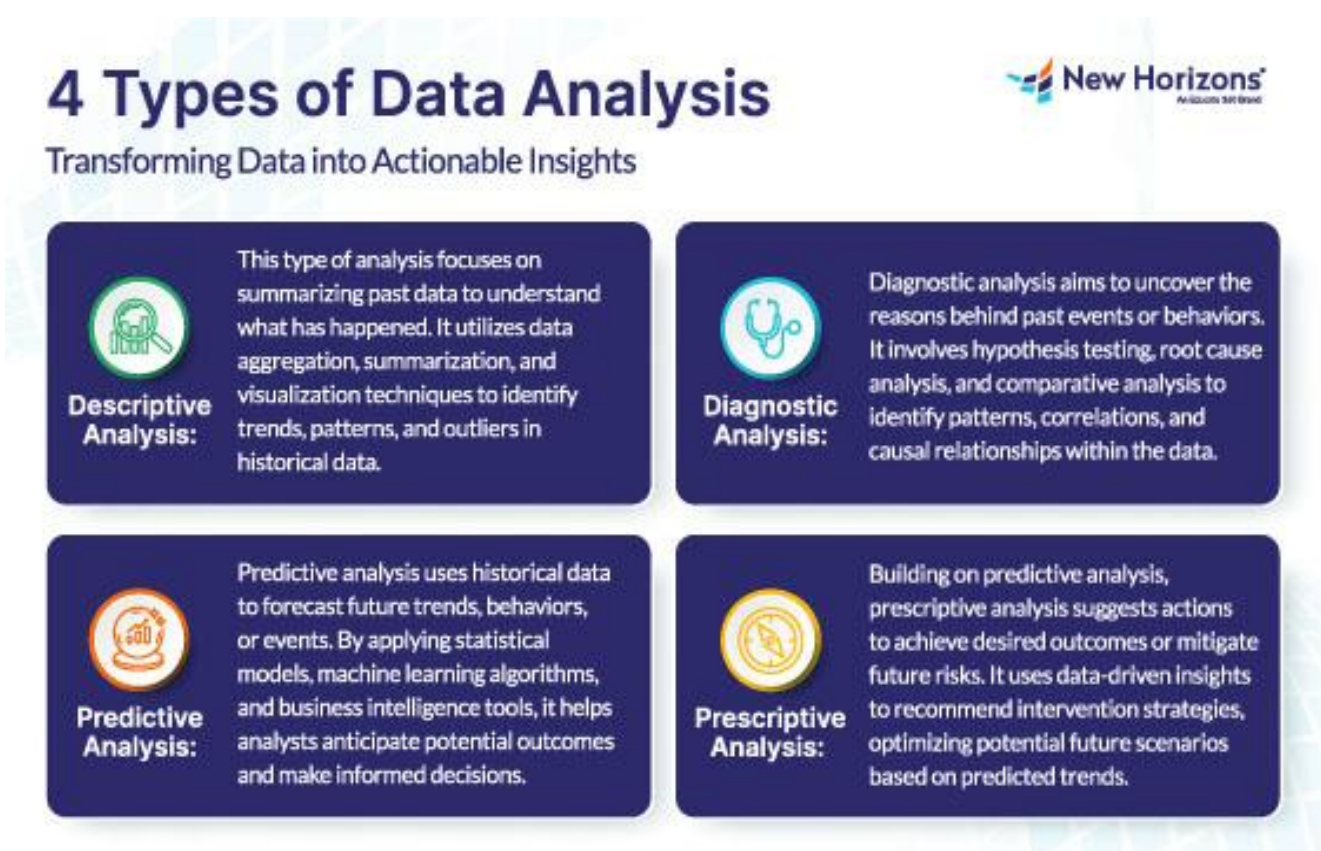 4 Types of Data Analysis
New Horizons
Transforming Data into Actionable Insights
Descriptive
Analysis:
This type of analysis focuses on
summarizing past data to understand
what has happened. It utilizes data
aggregation, summarization, and
visualization techniques to identify
trends, patterns, and outliers in
historical data.
Diagnostic
Analysis:
Diagnostic analysis aims to uncover the
reasons behind past events or behaviors.
It involves hypothesis testing, root cause
analysis, and comparative analysis to
identify patterns, correlations, and
causal relationships within the data.
Predictive
Analysis:
Predictive analysis uses historical data
to forecast future trends, behaviors,
or events. By applying statistical
models, machine learning algorithms,
and business intelligence tools, it helps
analysts anticipate potential outcomes
and make informed decisions.
Prescriptive
Analysis:
Building on predictive analysis,
prescriptive analysis suggests actions
to achieve desired outcomes or mitigate
future risks. It uses data-driven insights
to recommend intervention strategies,
optimizing potential future scenarios
based on predicted trends.